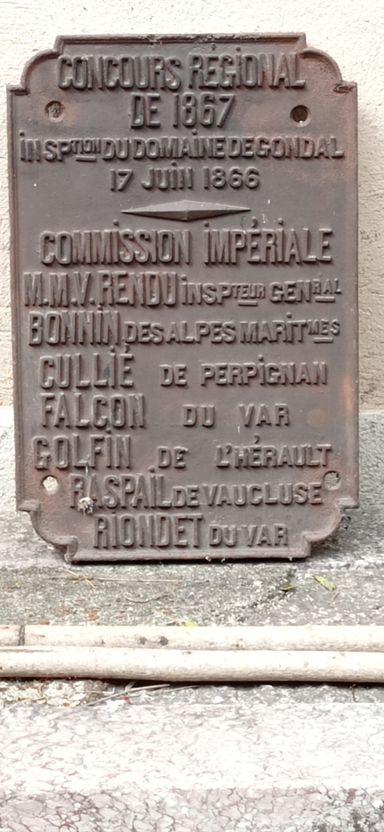 CONCOURS RÉGIONAL
DE 1867
INSPTION DU DOMAINE DE GONDAL
17 JUIN 1866
COMMISSION IMPÉRIALE
M.M.V. RENDU INSPTEUR GENRAL
BONNIN DES ALPES MARITMES
CULLIÉ DE PERPIGNAN
FALCON DU VAR
GOLFIN DE L'HÉRAULT
RASPAIL DE VAUCLUSE
RIONDET DU VAR